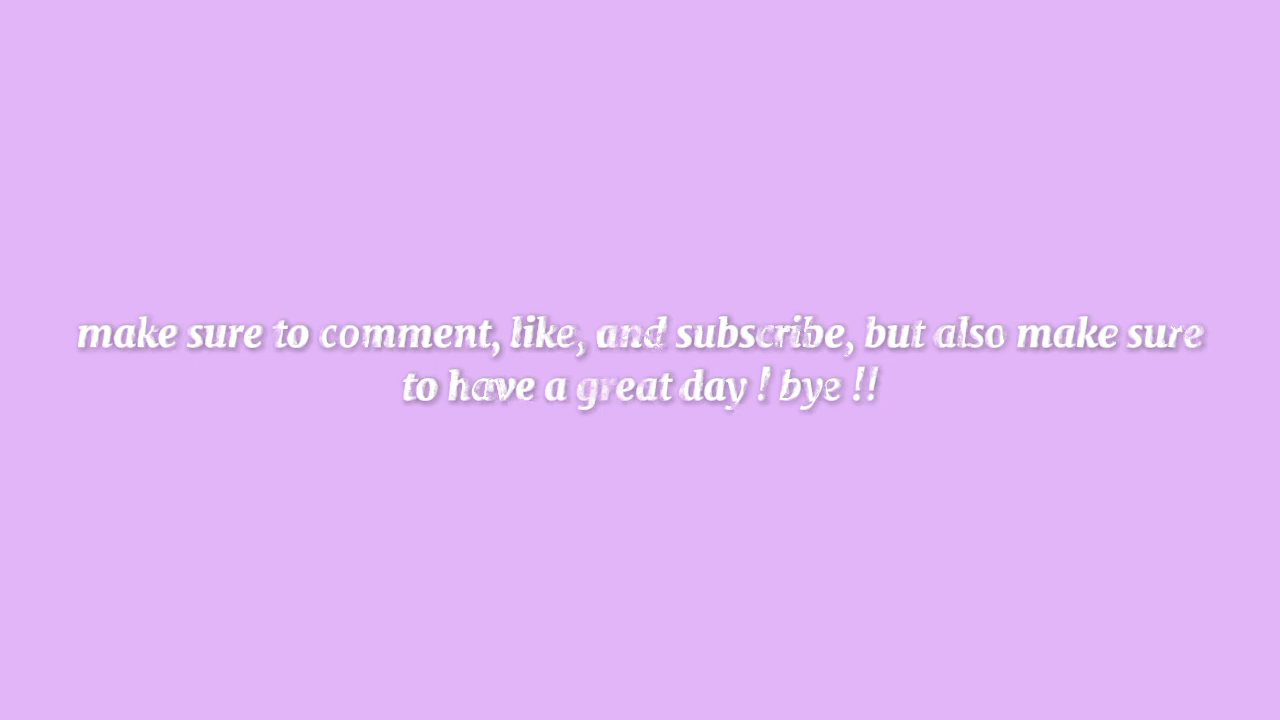 make sure to comment, like, and subscribe, but also make sure
to have a great day ! bye !!